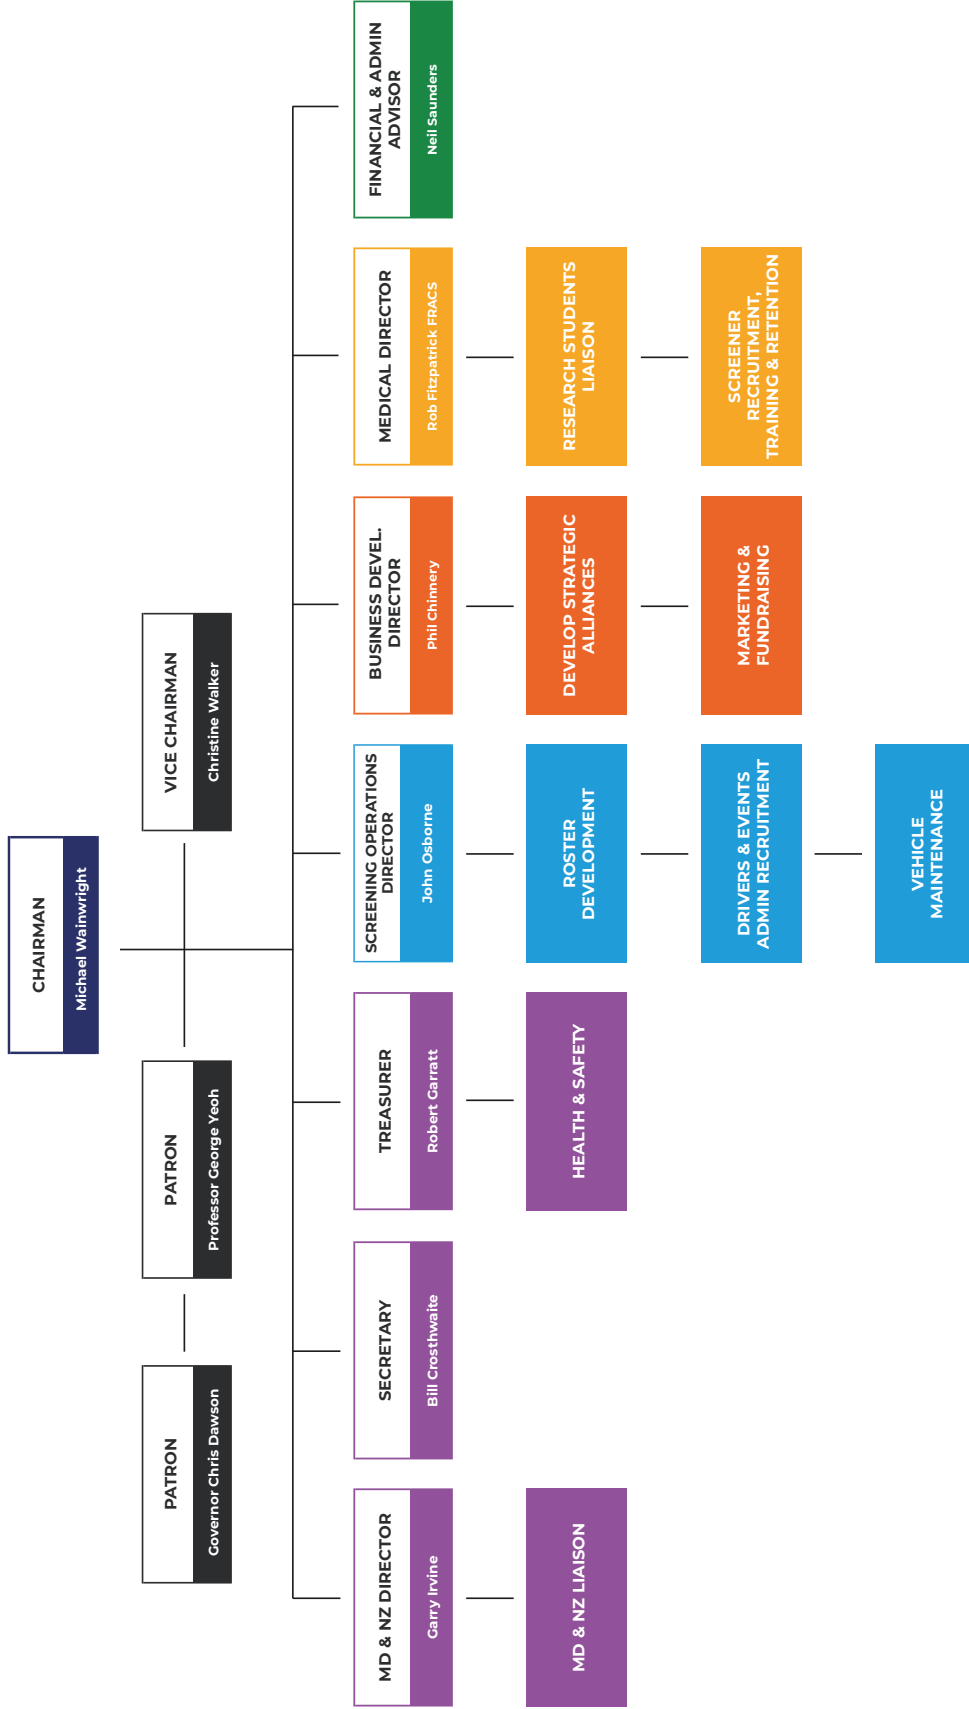 CHAIRMAN
Michael Wainwright
PATRON
Governor Chris Dawson
PATRON
Professor George Yeoh
VICE CHAIRMAN
Christine Walker
MD & NZ DIRECTOR
Garry Irvine
SECRETARY
Bill Crosthwaite
TREASURER
Robert Garratt
SCREENING OPERATIONS
DIRECTOR
John Osborne
BUSINESS DEVEL.
DIRECTOR
Phil Chinnery
MEDICAL DIRECTOR
Rob Fitzpatrick FRACS
FINANCIAL & ADMIN
ADVISOR
Neil Saunders
MD & NZ LIAISON
HEALTH & SAFETY
ROSTER
DEVELOPMENT
DEVELOP STRATEGIC
ALLIANCES
RESEARCH STUDENTS
LIAISON
DRIVERS & EVENTS
ADMIN RECRUITMENT
MARKETING &
FUNDRAISING
SCREENER
RECRUITMENT,
TRAINING & RETENTION
VEHICLE
MAINTENANCE